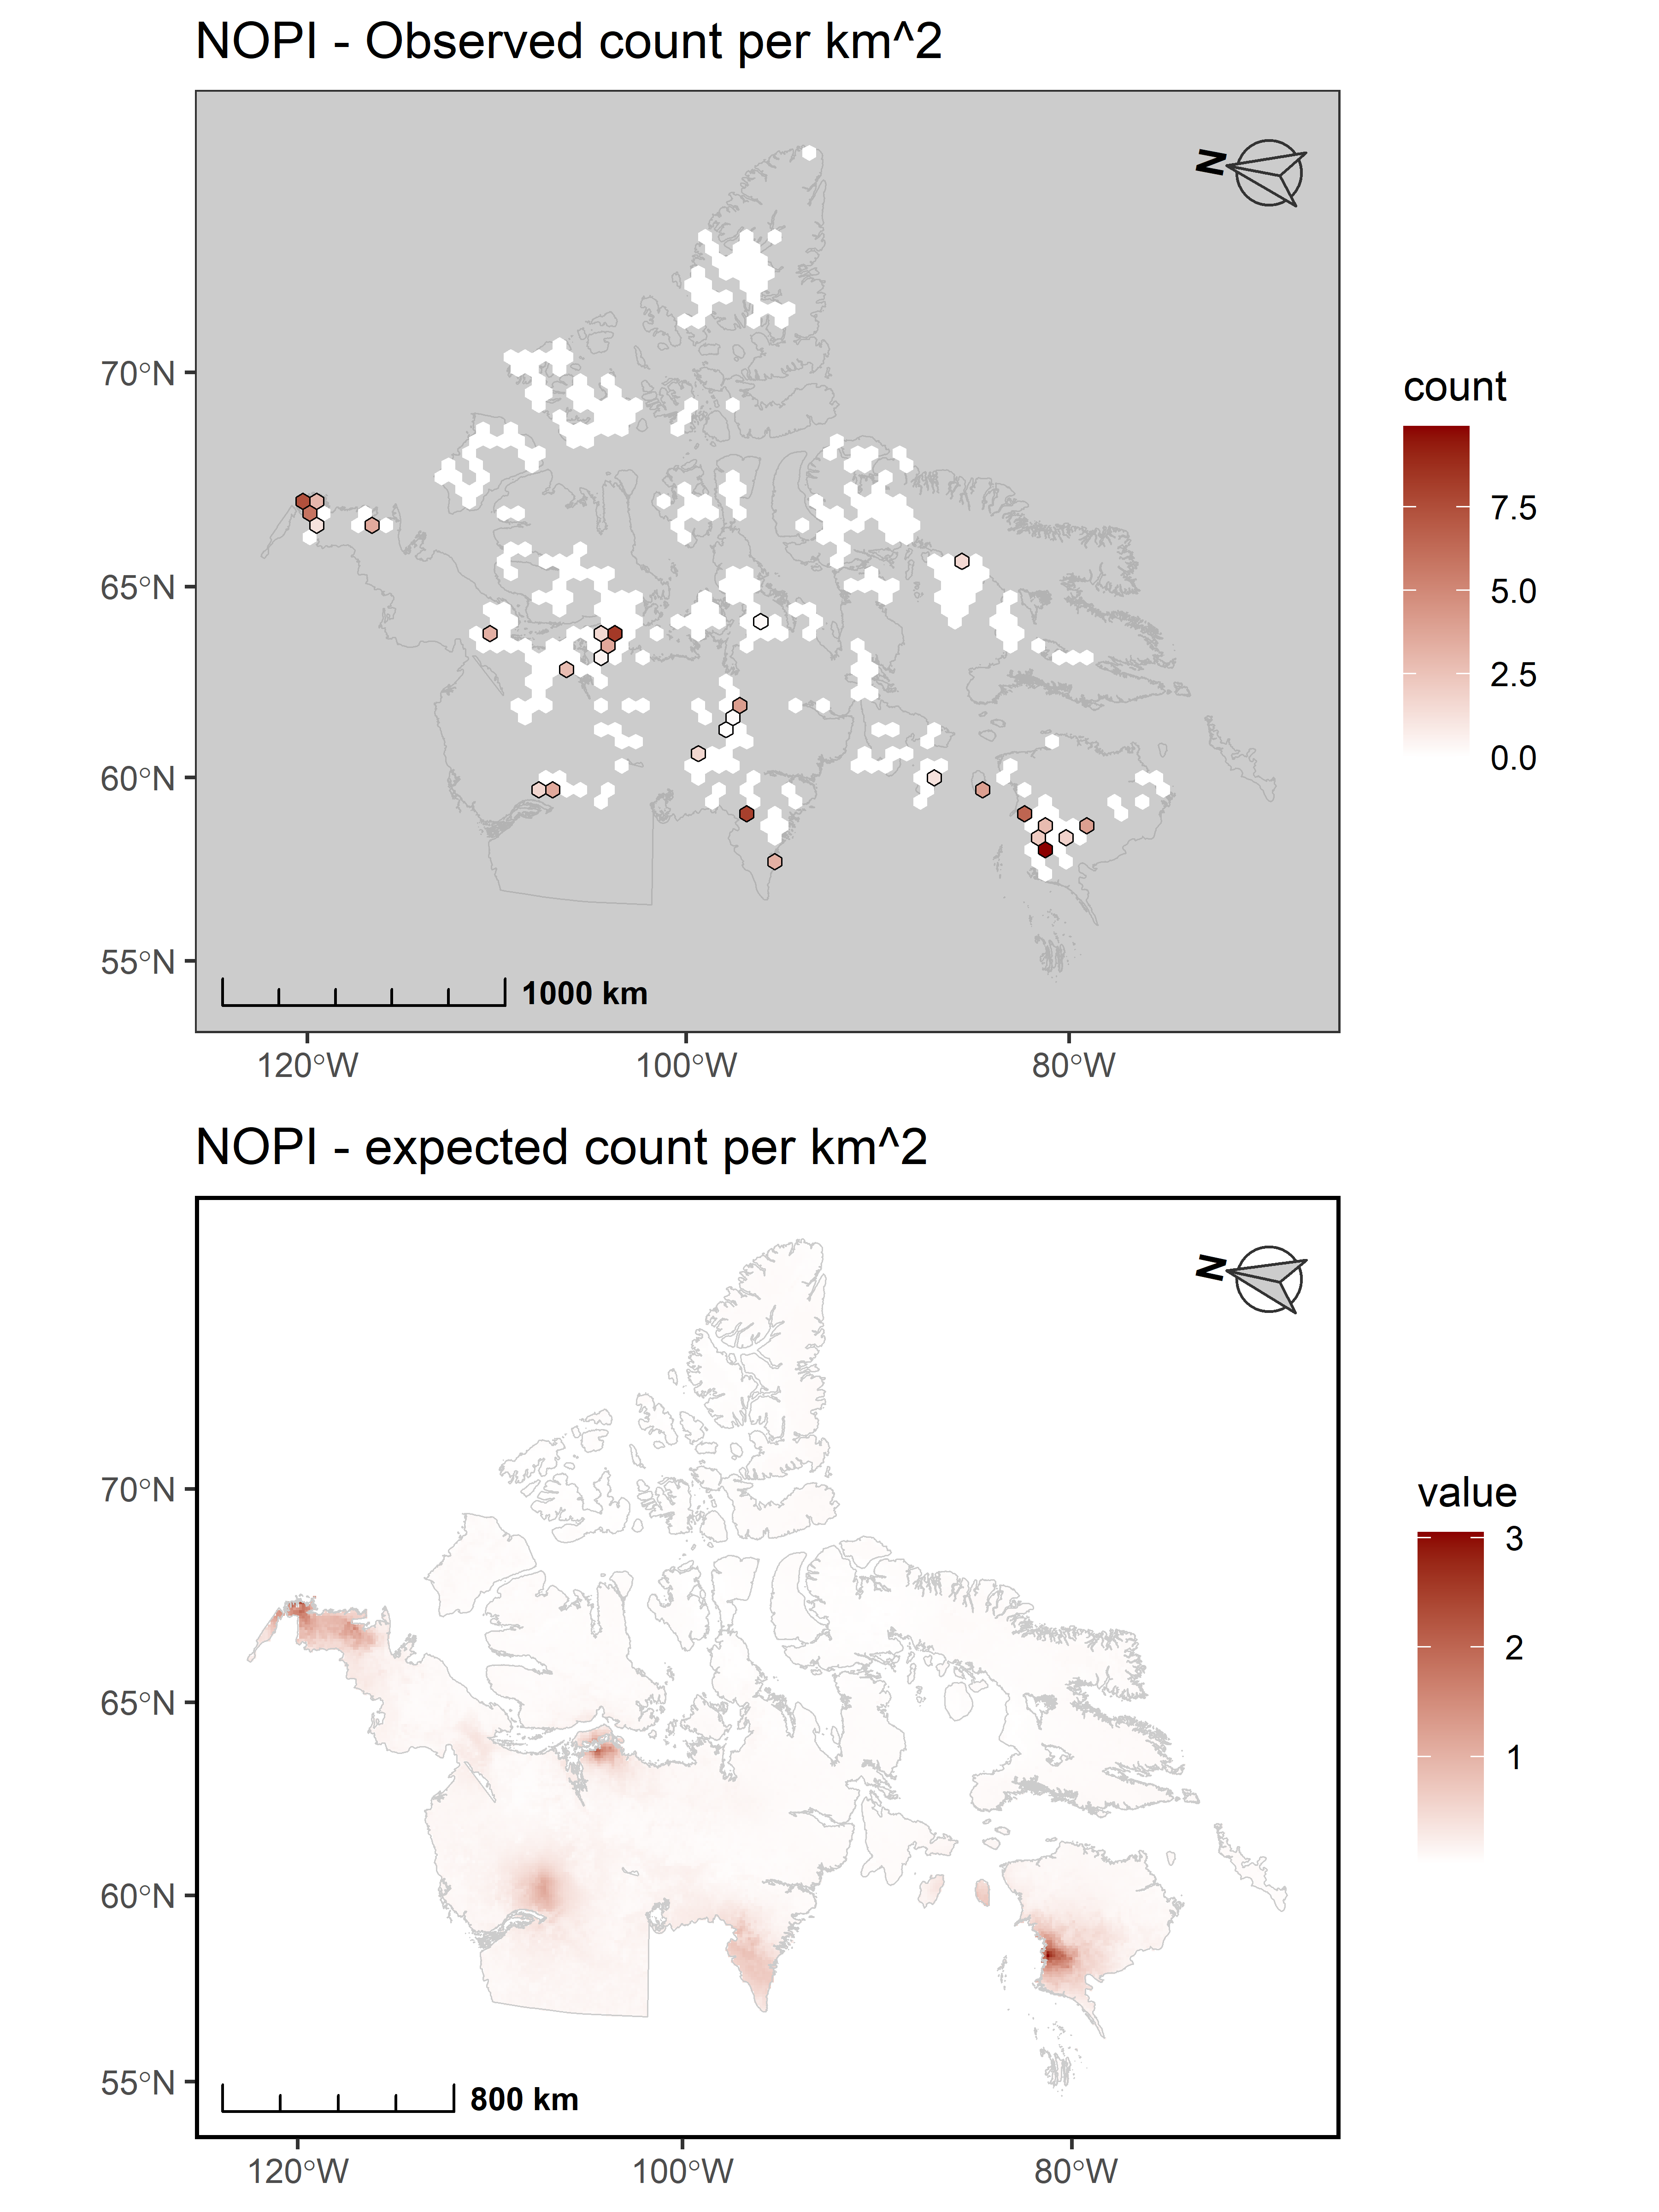 NOPI - Observed count per km^2
N
70°N
65°N
60°N
55°N
1000 km
120°W 100°W 80°W
count
7.5
5.0
2.5
0.0
NOPI - expected count per km^2
N
70°N
65°N
60°N
55°N
800 km
120°W 100°W 80°W
value
3
2
1